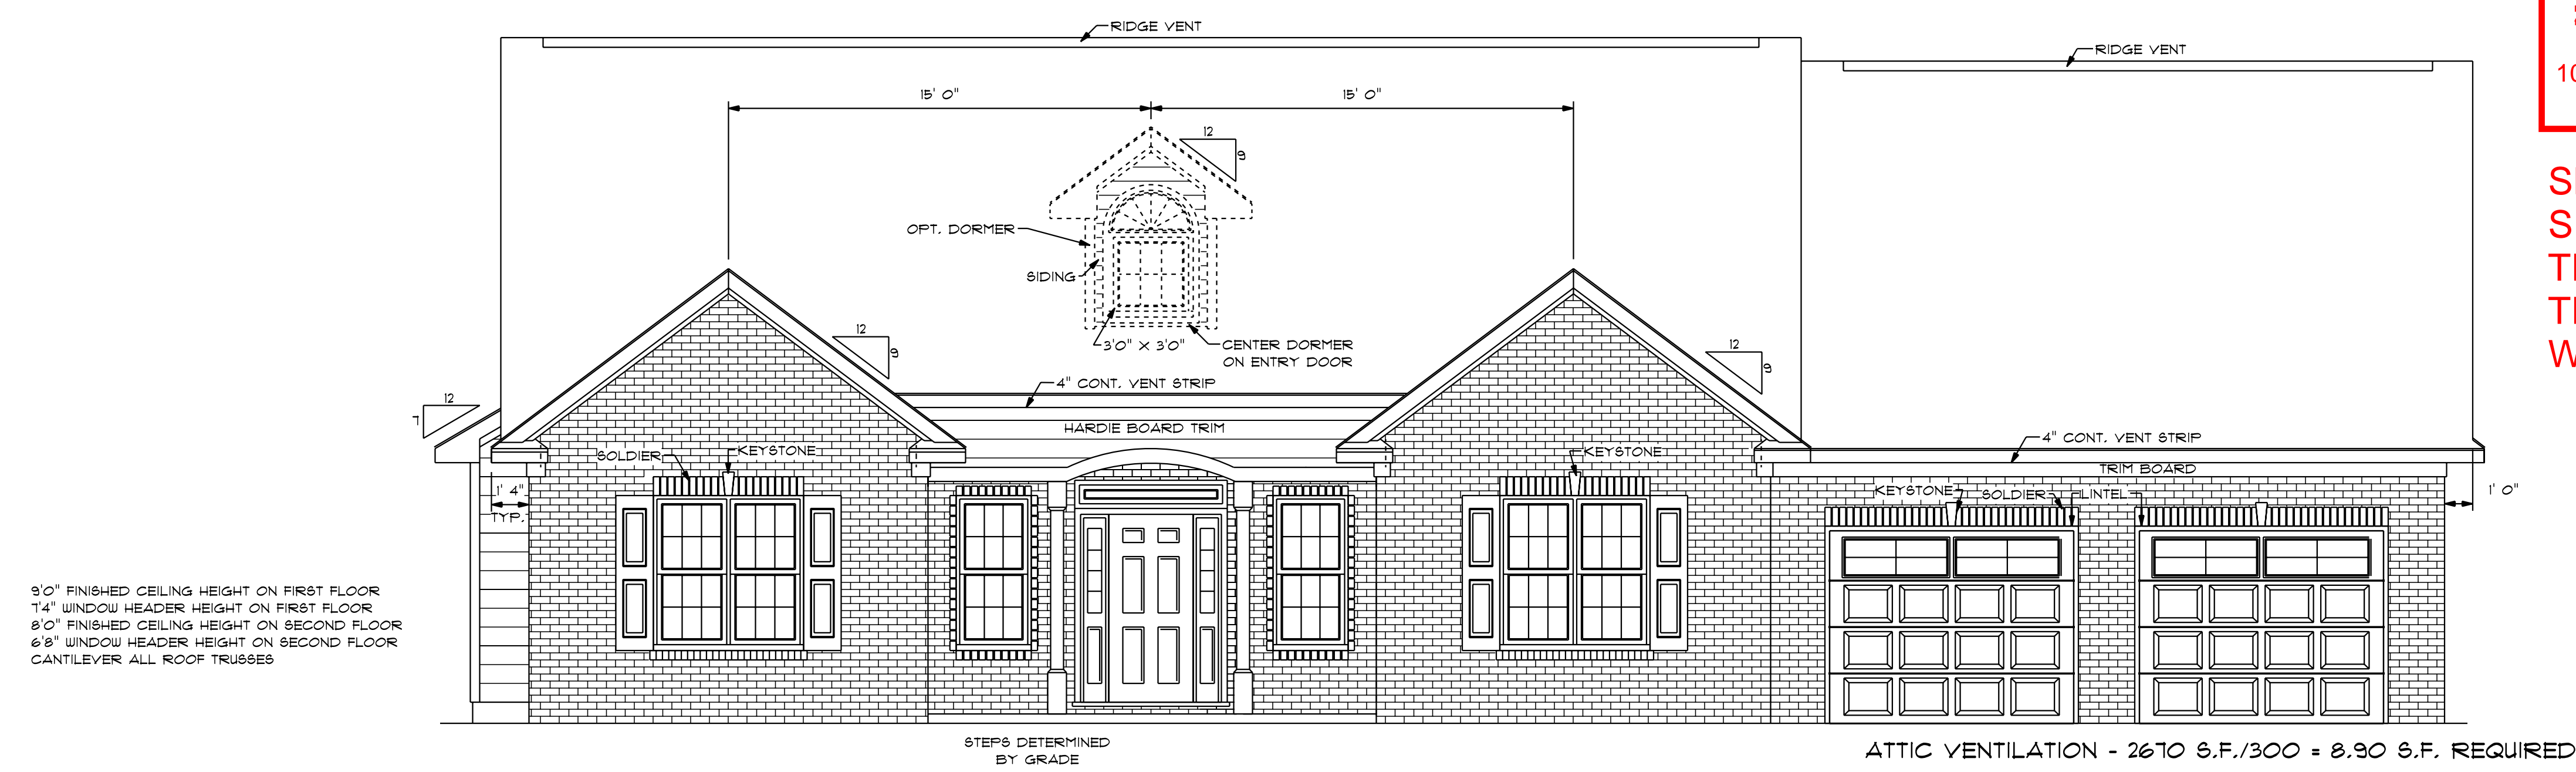 RIDGE VENT
RIDGE VENT
15' 0"
15' 0"
12
9
OPT. DORMER
SIDING
3'0" X 3'0"
CENTER DORMER
ON ENTRY DOOR
12
9
12
9
4" CONT. VENT STRIP
12
7
HARDIE BOARD TRIM
SOLDIER
KEYSTONE
KEYSTONE
4" CONT. VENT STRIP
TRIM BOARD
KEYSTONE
SOLDIER
LINTEL
1' 4"
TYP.
1' 0"
9'0" FINISHED CEILING HEIGHT ON FIRST FLOOR
7'4" WINDOW HEADER HEIGHT ON FIRST FLOOR
8'0" FINISHED CEILING HEIGHT ON SECOND FLOOR
6'8" WINDOW HEADER HEIGHT ON SECOND FLOOR
CANTILEVER ALL ROOF TRUSSES
STEPS DETERMINED
BY GRADE
ATTIC VENTILATION - 2670 S.F./300 = 8.90 S.F. REQUIRED
10